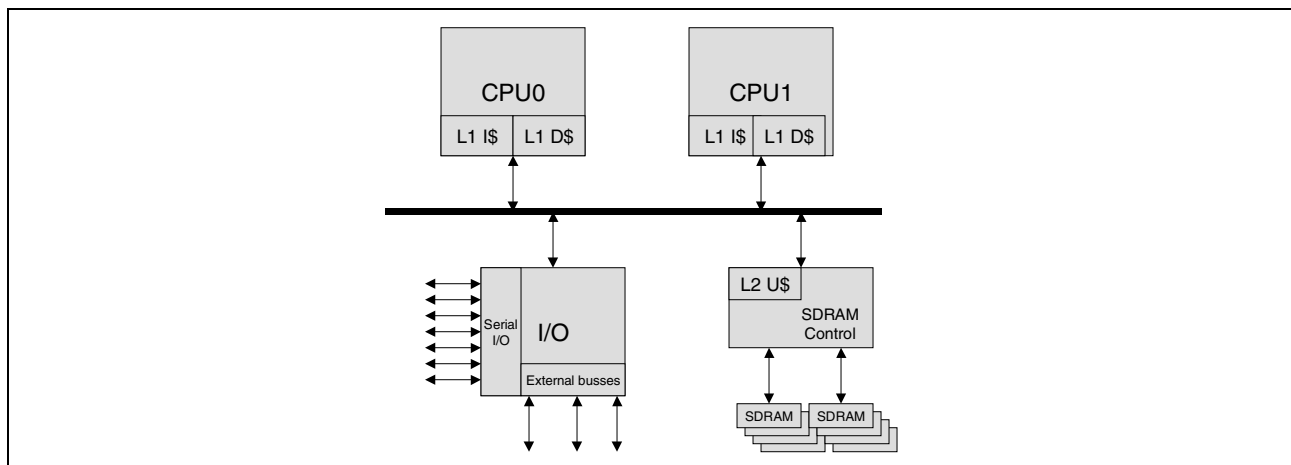 CPU0
CPU1
L1 I$
L1 D$
L1 I$
L1 D$
L2 U$
SDRAM
Control
Serial
I/O
I/O
External busses
SDRAM
SDRAM